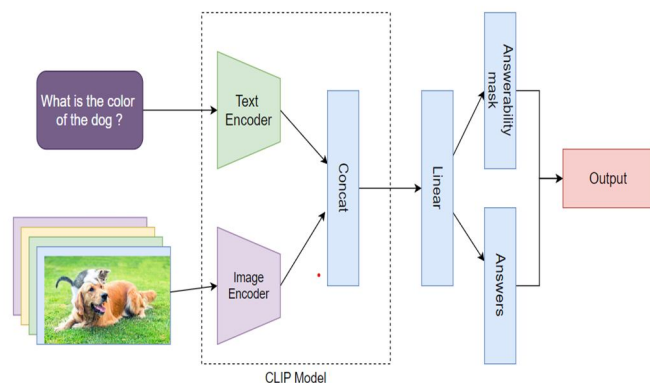 What is the color
of the dog ?
Text
Encoder
Image
Encoder
Concat
CLIP Model
Linear
Answerability
mask
Answers
Output